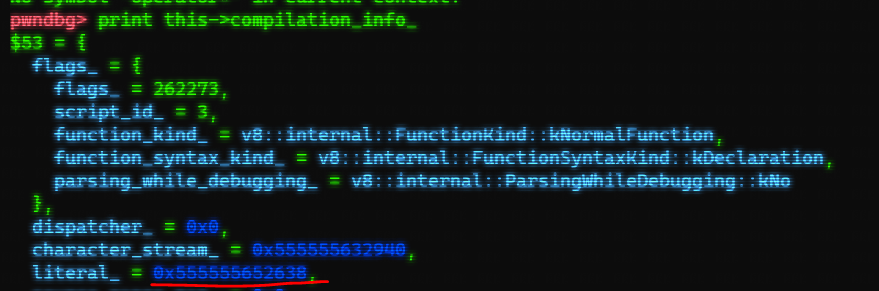 No symbol "operator->" in current context.
pwndbg> print this->compilation_info_
$53 = {
flags_ = {
flags_ = 262273,
script_id_ = 3,
function_kind_ = v8::internal::FunctionKind::kNormalFunction,
function_syntax_kind_ = v8::internal::FunctionSyntaxKind::kDeclaration,
parsing_while_debugging_ = v8::internal::ParsingWhileDebugging::kNo
},
dispatcher_ = 0x0,
character_stream_ = 0x555555632940,
literal_ = 0x555555652638,